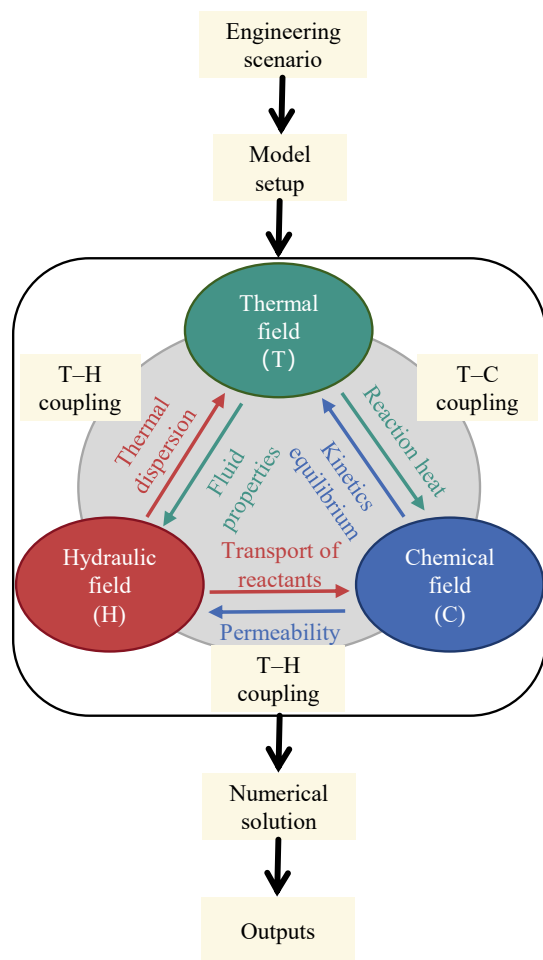 Engineering
scenario
Model
setup
Thermal
field
(T)
T–H
coupling
T–C
coupling
Thermal
dispersion
Fluid
properties
Kinetics
equilibrium
Reaction heat
Hydraulic
field
(H)
Transport of
reactants
Chemical
field
(C)
Permeability
T–H
coupling
Numerical
solution
Outputs